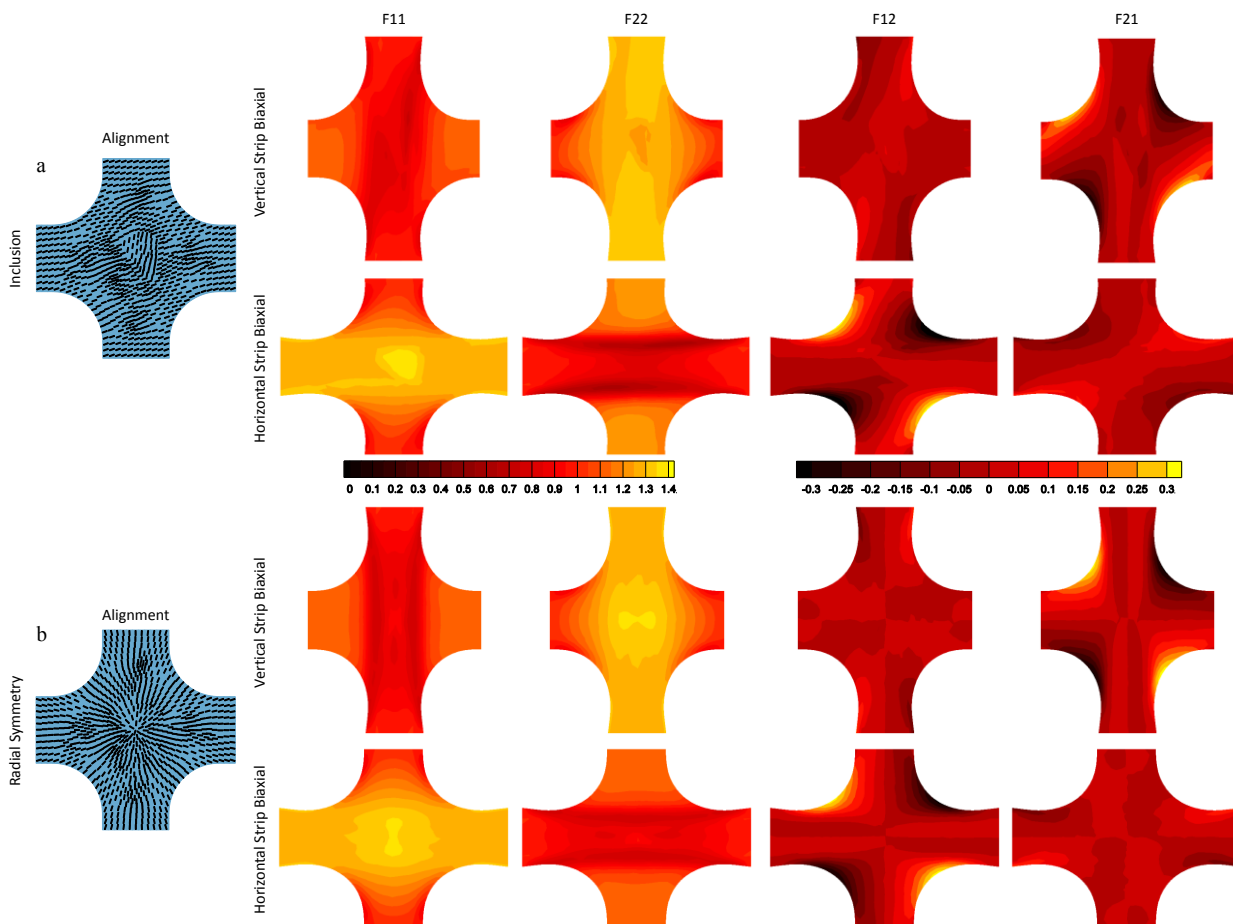 F11 F22 F12 F21
a
Alignment
Inclusion
Vertical Strip Biaxial
Horizontal Strip Biaxial
0 0.1 0.2 0.3 0.4 0.5 0.6 0.7 0.8 0.9 1 1.1 1.2 1.3 1.4
-0.3 -0.25 -0.2 -0.15 -0.1 -0.05 0 0.05 0.1 0.15 0.2 0.25 0.3
b
Alignment
Radial Symmetry
Vertical Strip Biaxial
Horizontal Strip Biaxial